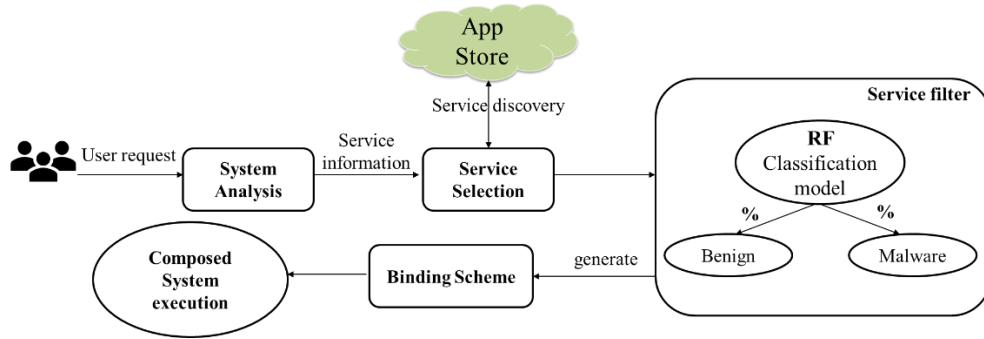 App
Store
Service discovery
Service filter
User request
System
Analysis
Service
information
Service
Selection
RF
Classification
model
%
%
Benign
Malware
Composed
System
execution
Binding Scheme
generate